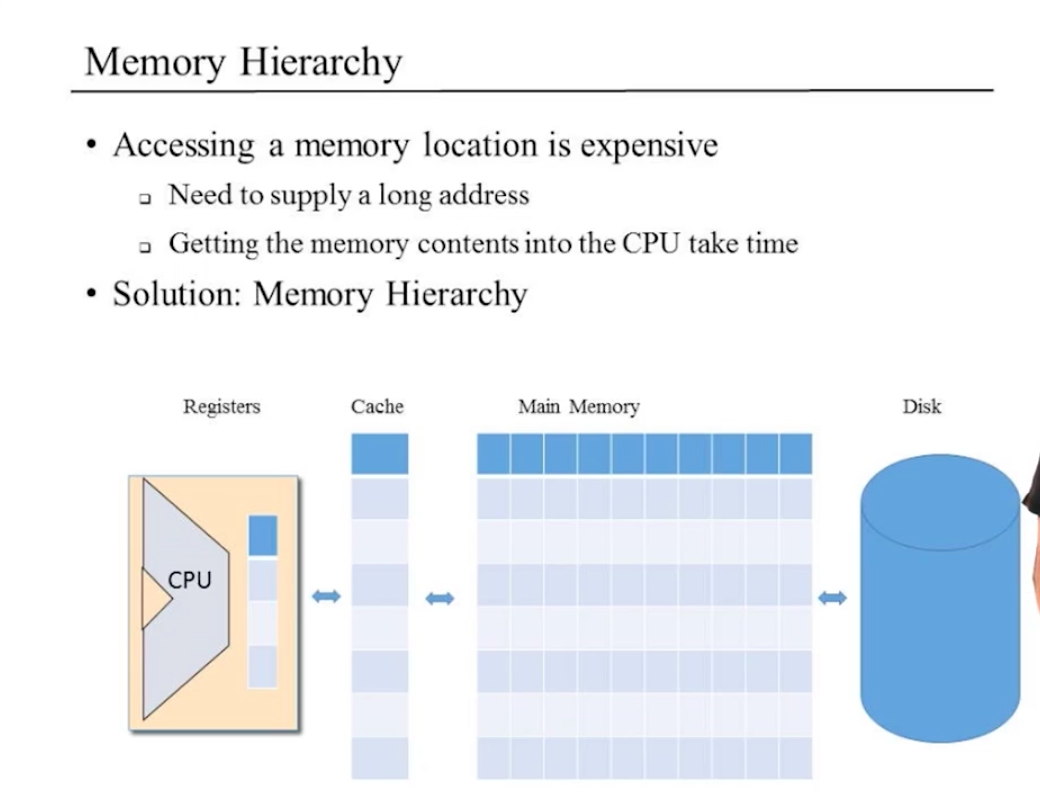 Memory Hierarchy
• Accessing a memory location is expensive
❑ Need to supply a long address
❑ Getting the memory contents into the CPU take time
• Solution: Memory Hierarchy
Registers Cache Main Memory Disk
CPU